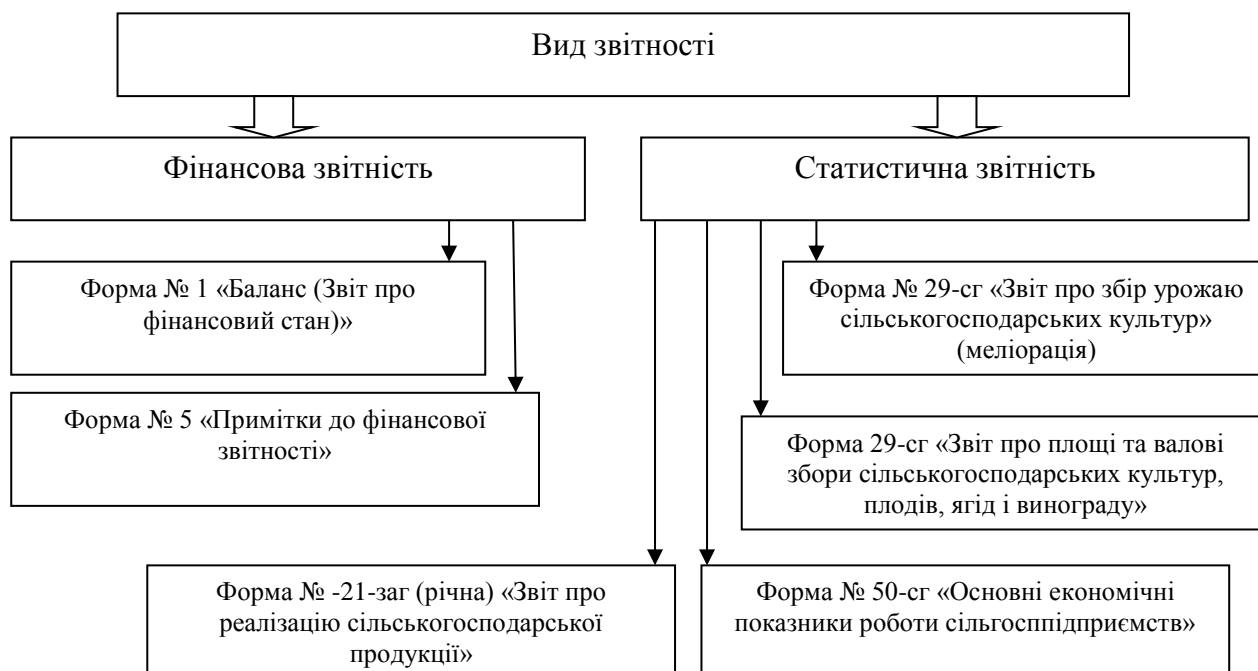 Вид звітності
Фінансова звітність
Статистична звітність
Форма № 1 «Баланс (Звіт про
фінансовий стан)»
Форма № 29-сг «Звіт про збір урожаю
сільськогосподарських культур»
(меліорація)
Форма № 5 «Примітки до фінансової
звітності»
Форма 29-сг «Звіт про площі та валові
збори сільськогосподарських культур,
плодів, ягід і винограду»
Форма № -21-заг (річна) «Звіт про
реалізацію сільськогосподарської
продукції»
Форма № 50-сг «Основні економічні
показники роботи сільгосппідприємств»